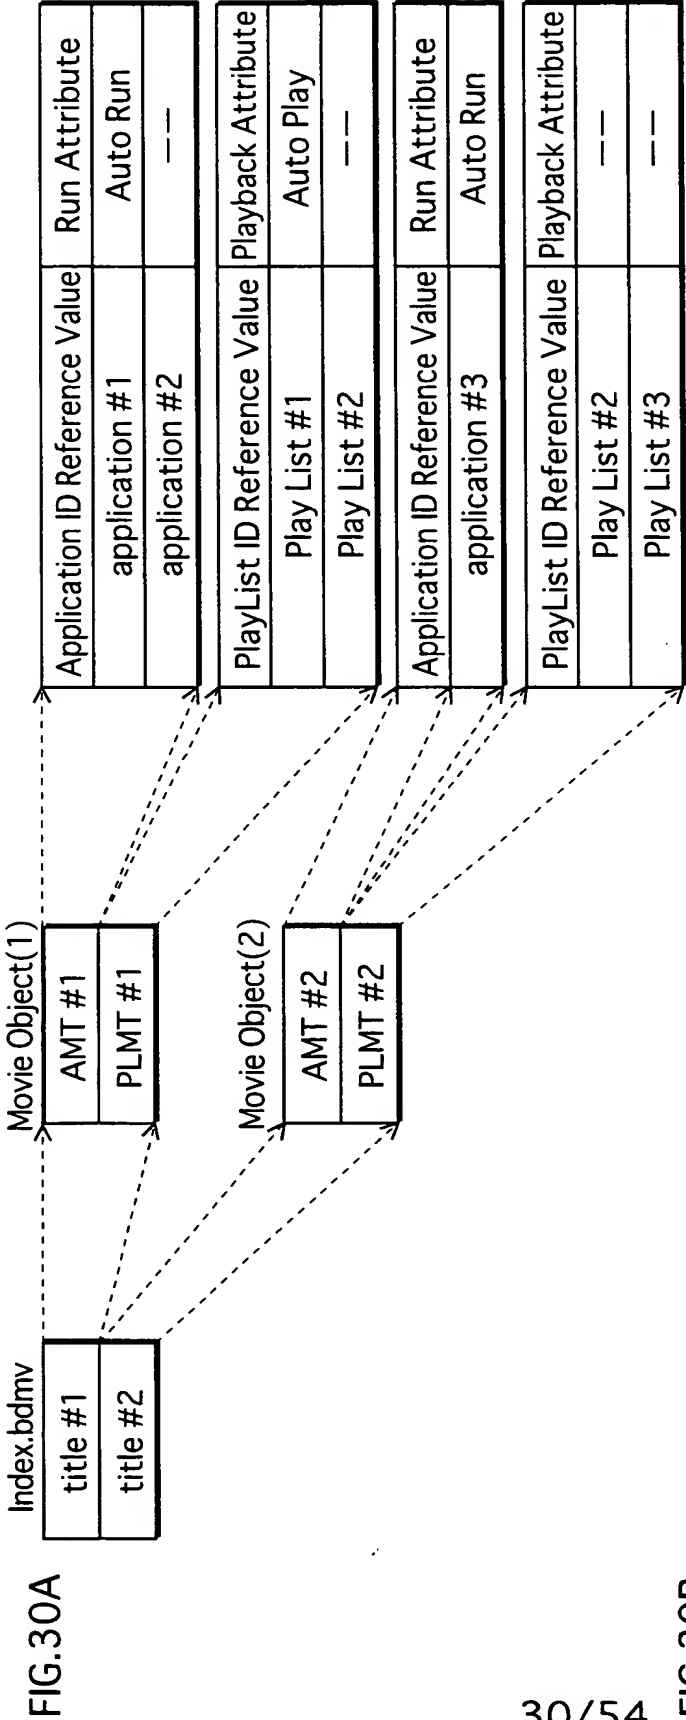 FIG.30A
Index.bdmv
title #1
title #2
Movie Object(1)
AMT #1
PLMT #1
Movie Object(2)
AMT #2
PLMT #2
Application ID Reference Value Run Attribute
application #1 Auto Run
application #2 --
PlayList ID Reference Value Playback Attribute
Play List #1 Auto Play
Play List #2 --
Application ID Reference Value Run Attribute
application #3 Auto Run
PlayList ID Reference Value Playback Attribute
Play List #2 --
Play List #3 --
30/54